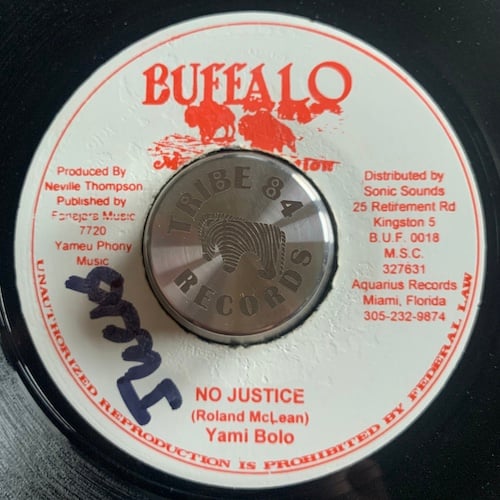 BUFFALO
Produced By
Neville Thompson
Published by
Music
7720
Yameu Phony
Music
Distributed by
Sonic Sounds
25 Retirement Rd
Kingston 5
B.U.F. 0018
M.S.C.
327631
Aquarius Records
Miami, Florida
305-232-9874
TRIBE 84
RECORDS
NO JUSTICE
(Roland McLean)
Yami Bolo
UNAUTHORIZED REPRODUCTION IS PROHIBITED BY FEDERAL LAW